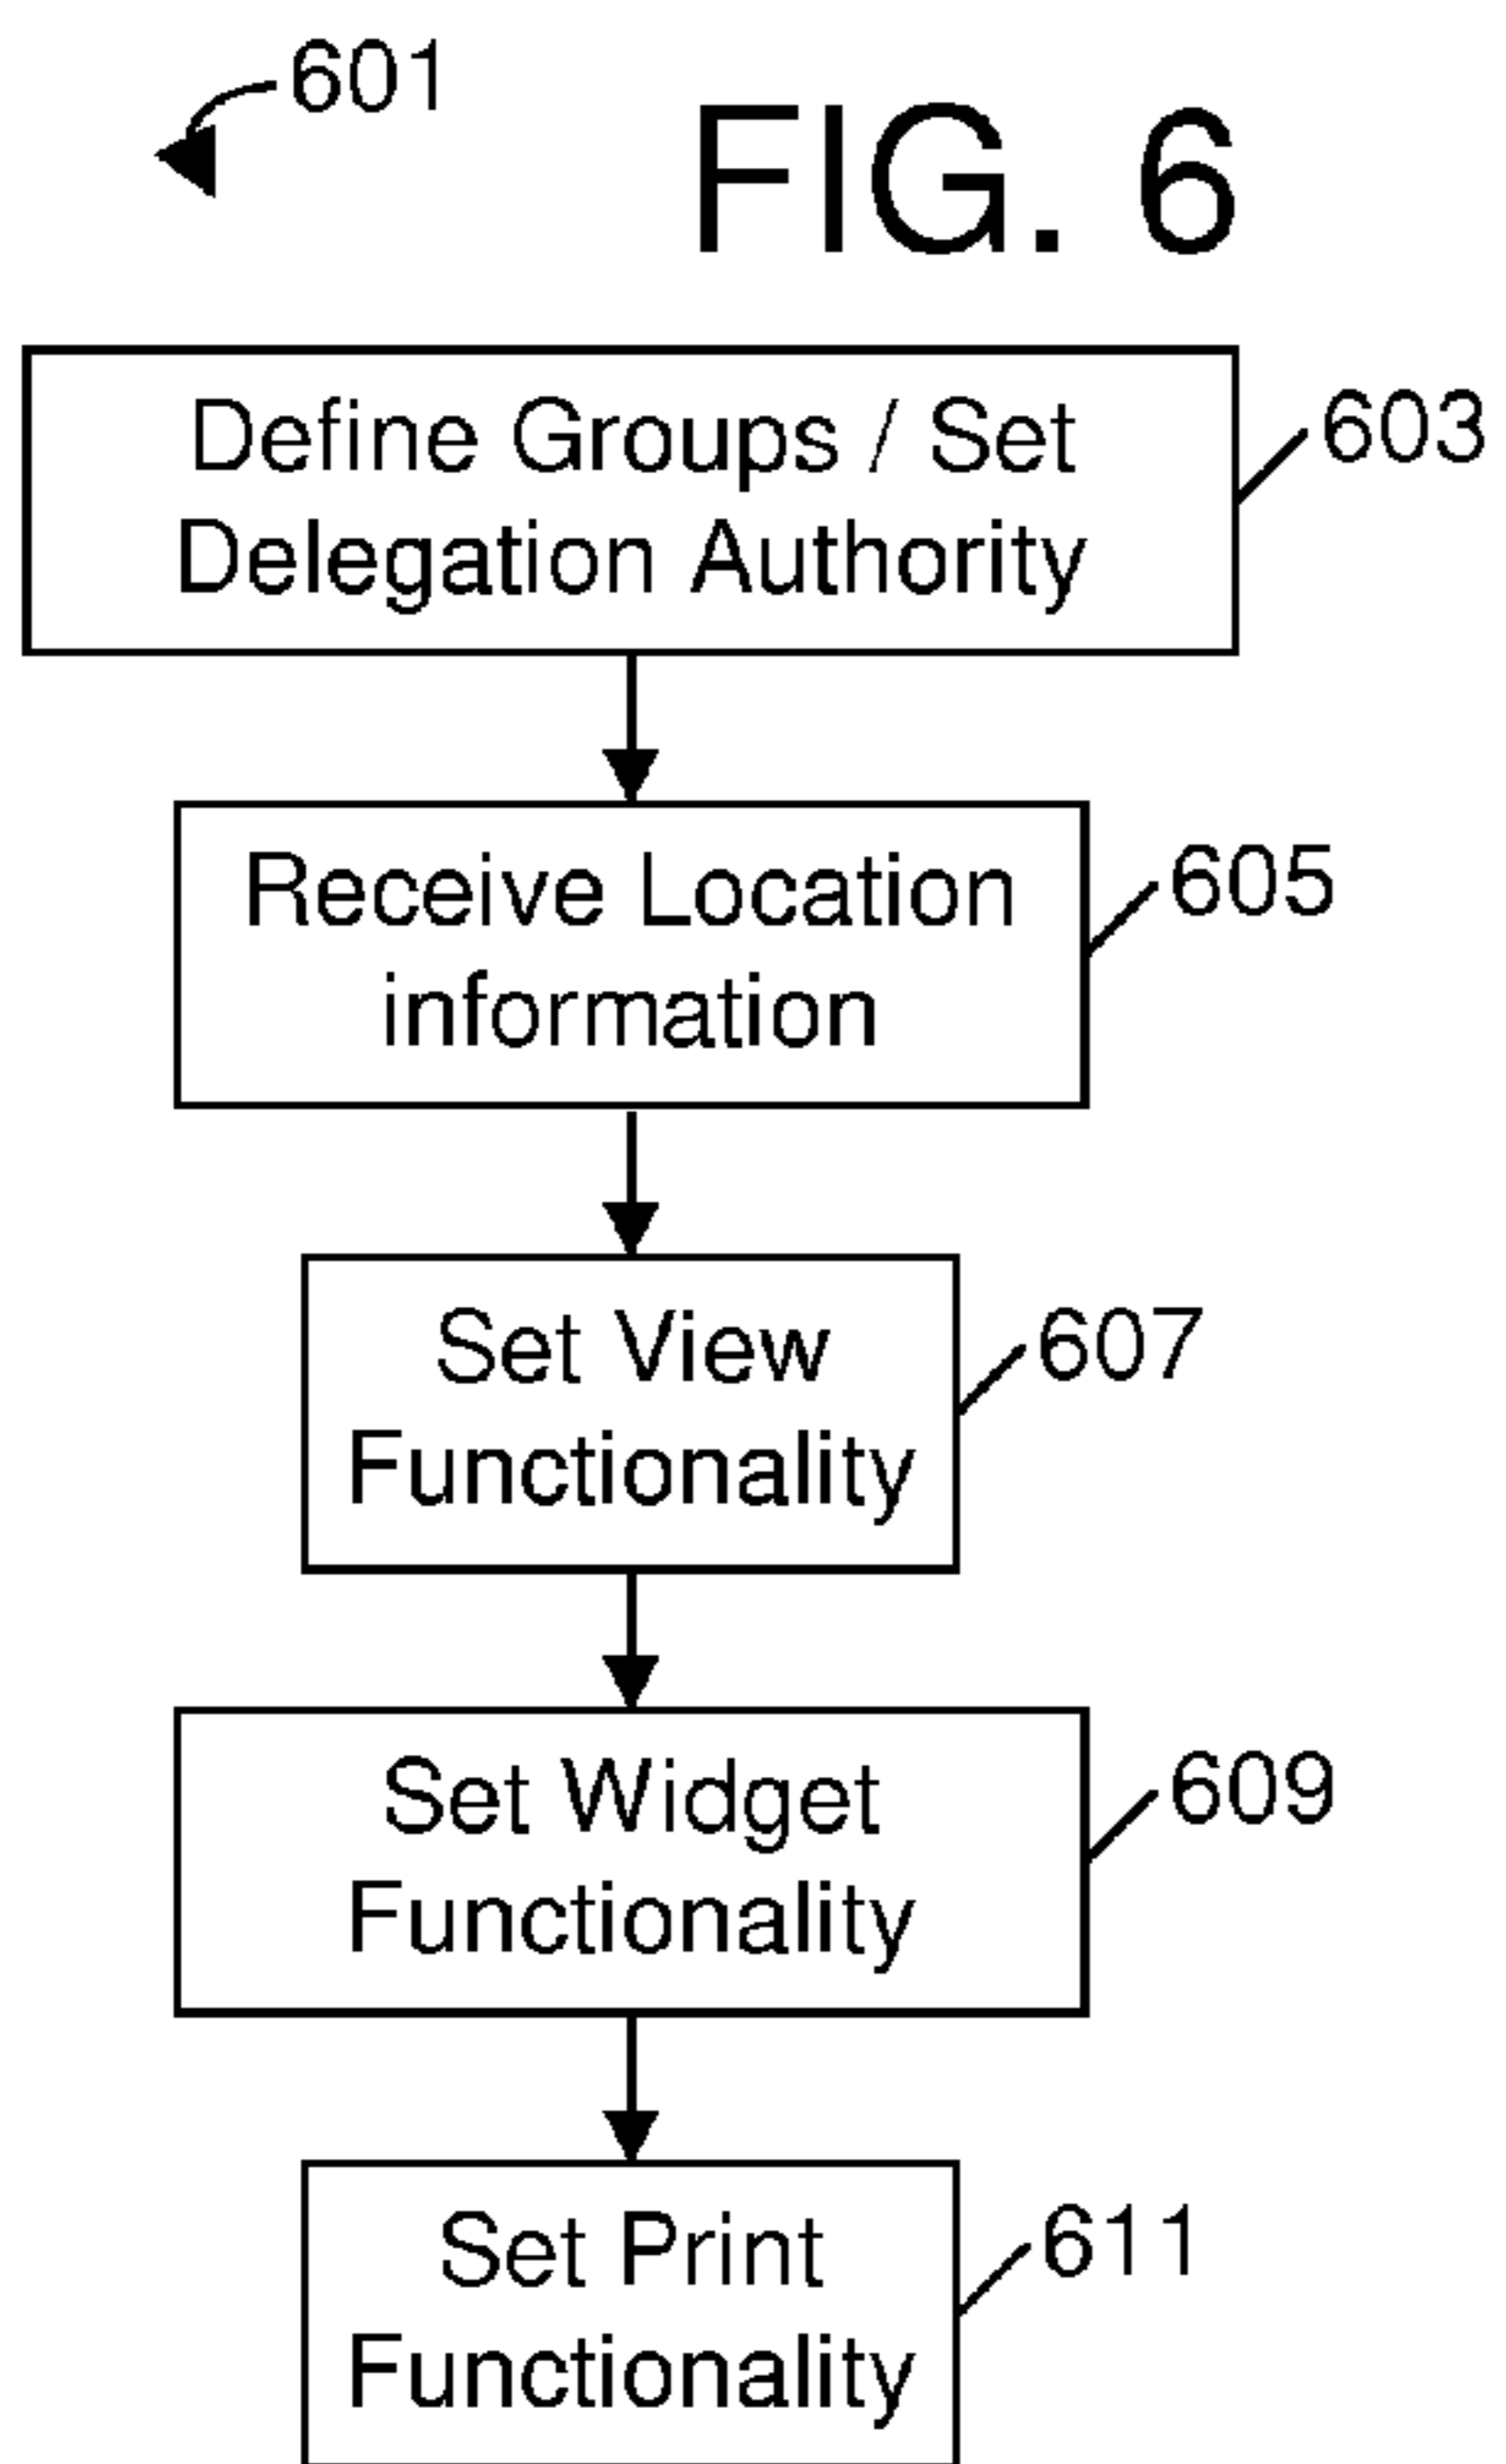 601
FIG. 6
Define Groups / Set
Delegation Authority
603
Receive Location
information
605
Set View
Functionality
607
Set Widget
Functionality
609
Set Print
Functionality
611